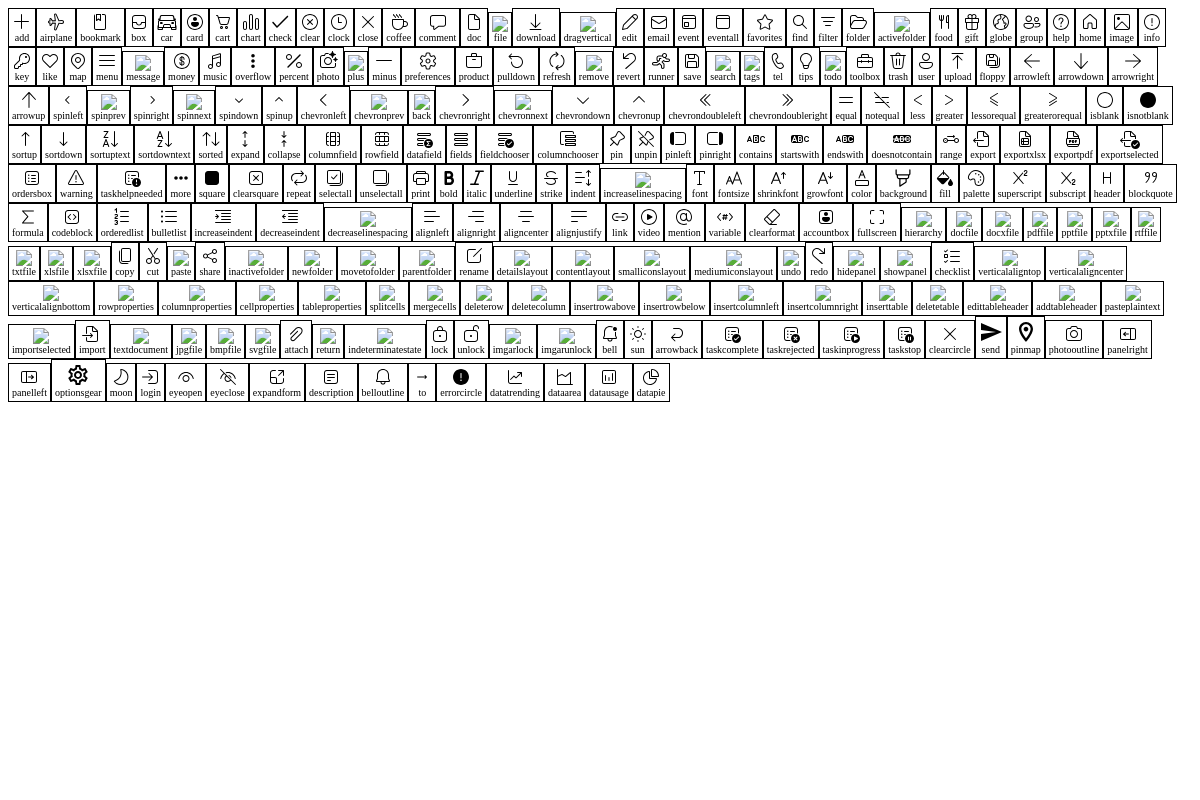 add airplane bookmark box car card cart chart check clear clock close coffee comment doc file download dragvertical edit email event eventall favorites find filter folder activefolder food gift globe group help home image info
key like map menu message money music overflow percent photo plus minus preferences product pulldown refresh remove revert runner save search tags tel tips todo toolbox trash user upload floppy arrowleft arrowdown arrowright
arrowup spinleft spinprev spinright spinnext spindown spinup chevronleft chevronprev back chevronright chevronnext chevrondown chevronup chevrondoubleleft chevrondoubleright equal notequal less greater lessorequal greaterorequal isblank isnotblank
sortup sortdown sortuptext sortdowntext sorted expand collapse columnfield rowfield datafield fields fieldchooser columnchooser pin unpin pinleft pinright contains startswith endswith doesnotcontain range export exportxlsx exportpdf exportselected
ordersbox warning taskhelpneeded more square clearsquare repeat selectall unselectall print bold italic underline strike indent increaselinespacing font fontsize shrinkfont growfont color background fill palette superscript subscript header blockquote
formula codeblock orderedlist bulletlist increaseindent decreaseindent decreaselinespacing alignleft alignright aligncenter alignjustify link video mention variable clearformat accountbox fullscreen hierarchy docfile docxfile pdffile pptfile pptxfile rtffile
txtfile xlsfile xlsxfile copy cut paste share inactivefolder newfolder movetofolder parentfolder rename detailslayout contentlayout smalliconslayout mediumiconslayout undo redo hidepanel showpanel checklist verticalaligntop verticalaligncenter
verticalalignbottom rowproperties columnproperties cellproperties tableproperties splitcells mergecells deleterow deletecolumn insertrowabove insertrowbelow insertcolumnleft insertcolumnright inserttable deletetable edittableheader addtableheader pasteplaintext
importselected import textdocument jpgfile bmpfile svgfile attach return indeterminatestate lock unlock imgarlock imgarunlock bell sun arrowback taskcomplete taskrejected taskinprogress taskstop clearcircle send pinmap photooutline panelright
panelleft optionsgear moon login eyeopen eyeclose expandform description belloutline to errorcircle datatrending dataarea datausage datapie